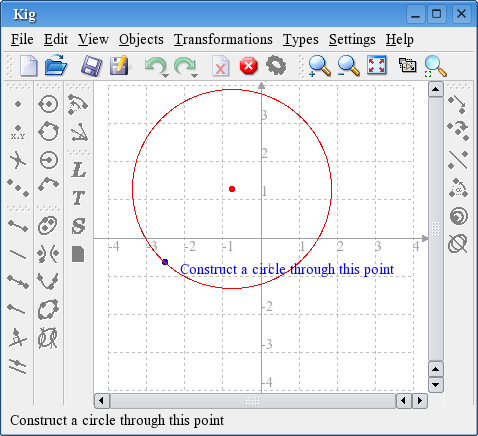 Kig
File Edit View Objects Transformations Types Settings Help
x,y
L
T
S
3
2
1
-4 -3 -2 -1 1 2 3 4
Construct a circle through this point
-2
-3
-4
Construct a circle through this point